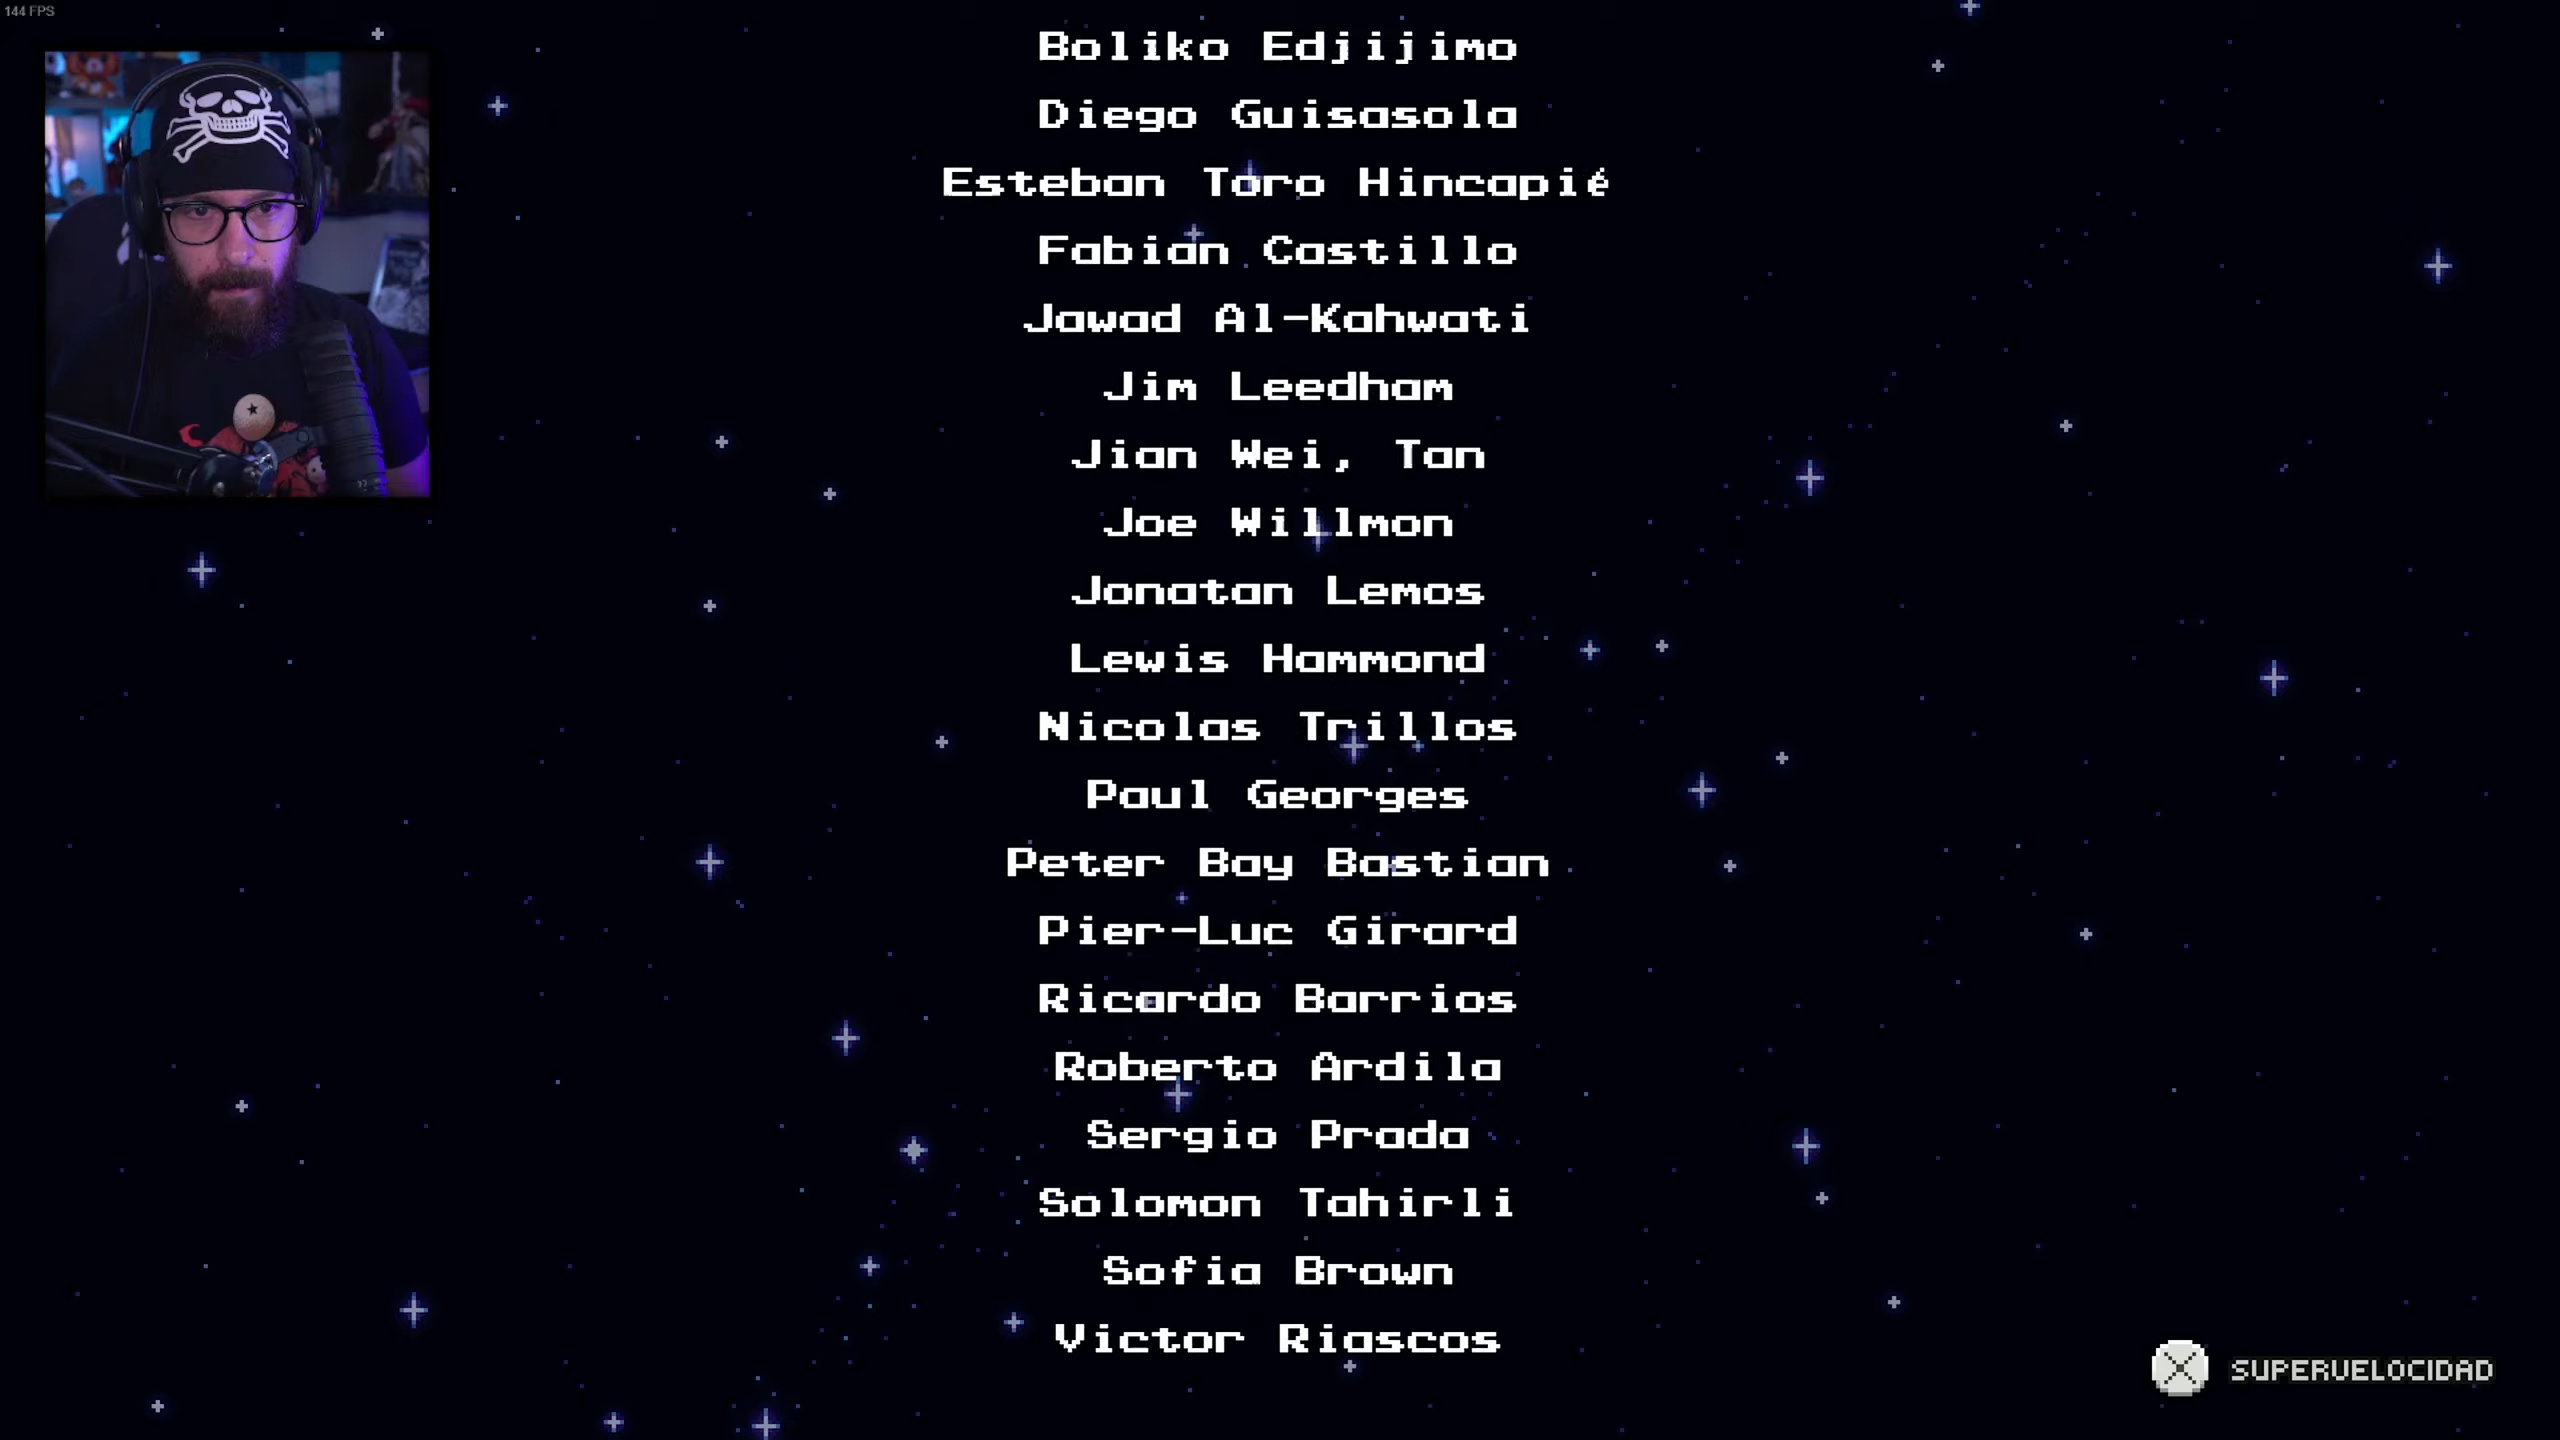 144 FPS
Boliko Edjijimo
Diego Guisasola
Esteban Toro Hincapié
Fabian Castillo
Jawad Al-Kahwati
Jim Leedham
Jian Wei, Tan
Joe Willmon
Jonatan Lemos
Lewis Hammond
Nicolas Trillos
Paul Georges
Peter Bay Bastian
Pier-Luc Girard
Ricardo Barrios
Roberto Ardila
Sergio Prada
Solomon Tahirli
Sofia Brown
Victor Riascos
SUPERVELOCIDAD